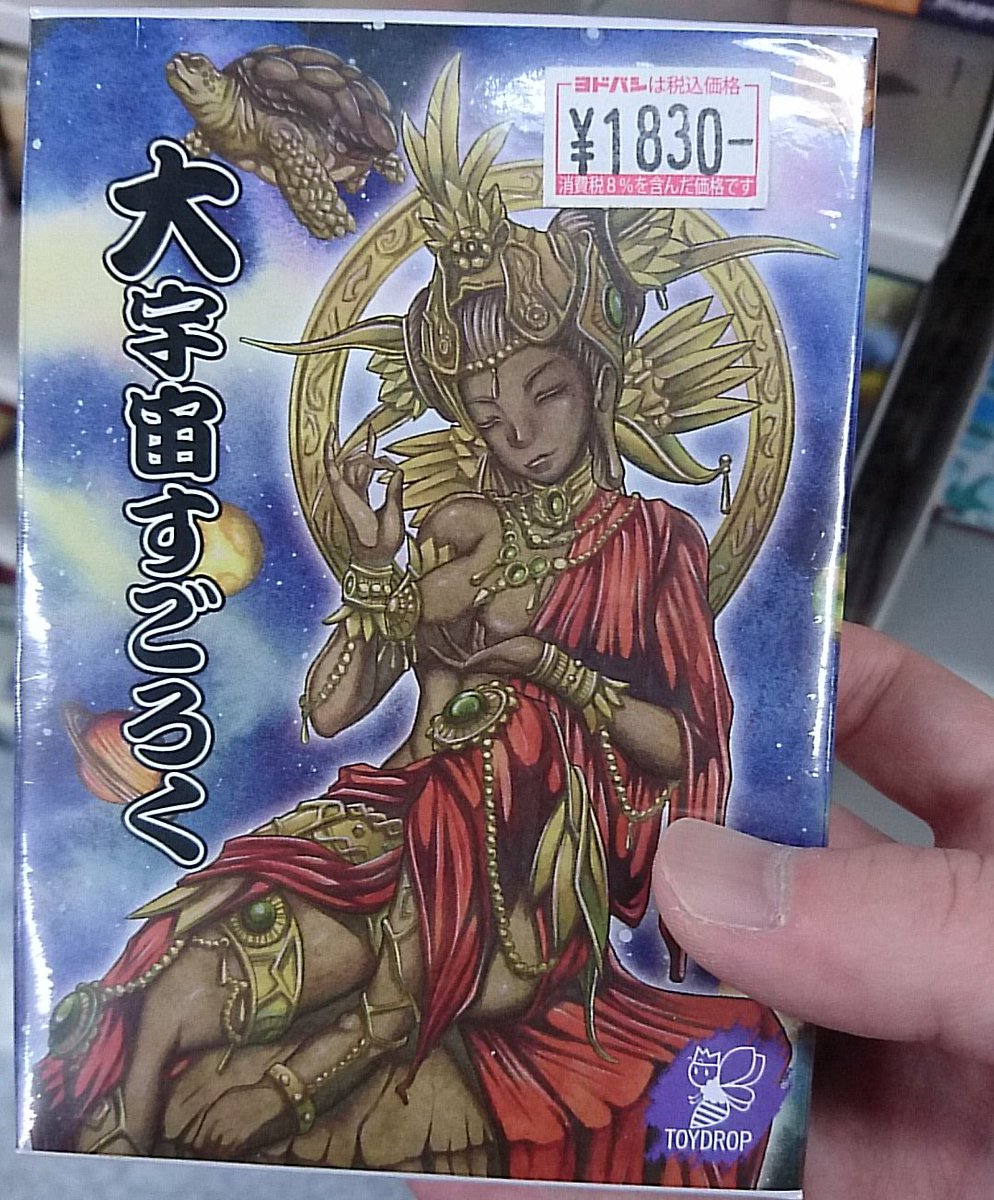 ヨドバシは税込価格
¥1830-
消費税8%を含んだ価格です
大宇宙すごろく
TOYDROP